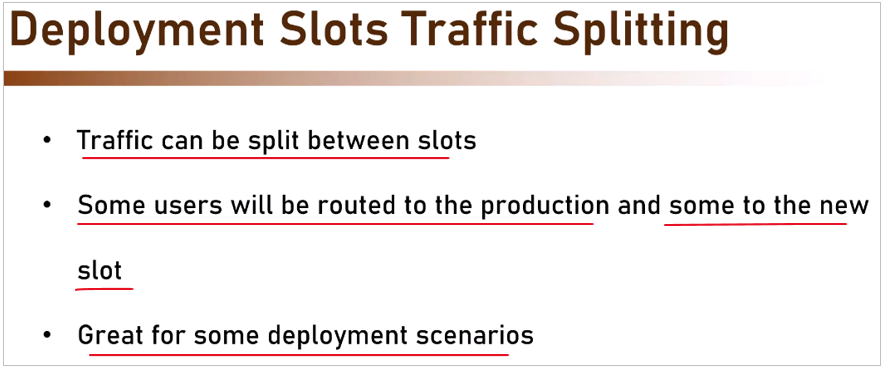 Deployment Slots Traffic Splitting
• Traffic can be split between slots
• Some users will be routed to the production and some to the new
slot
• Great for some deployment scenarios